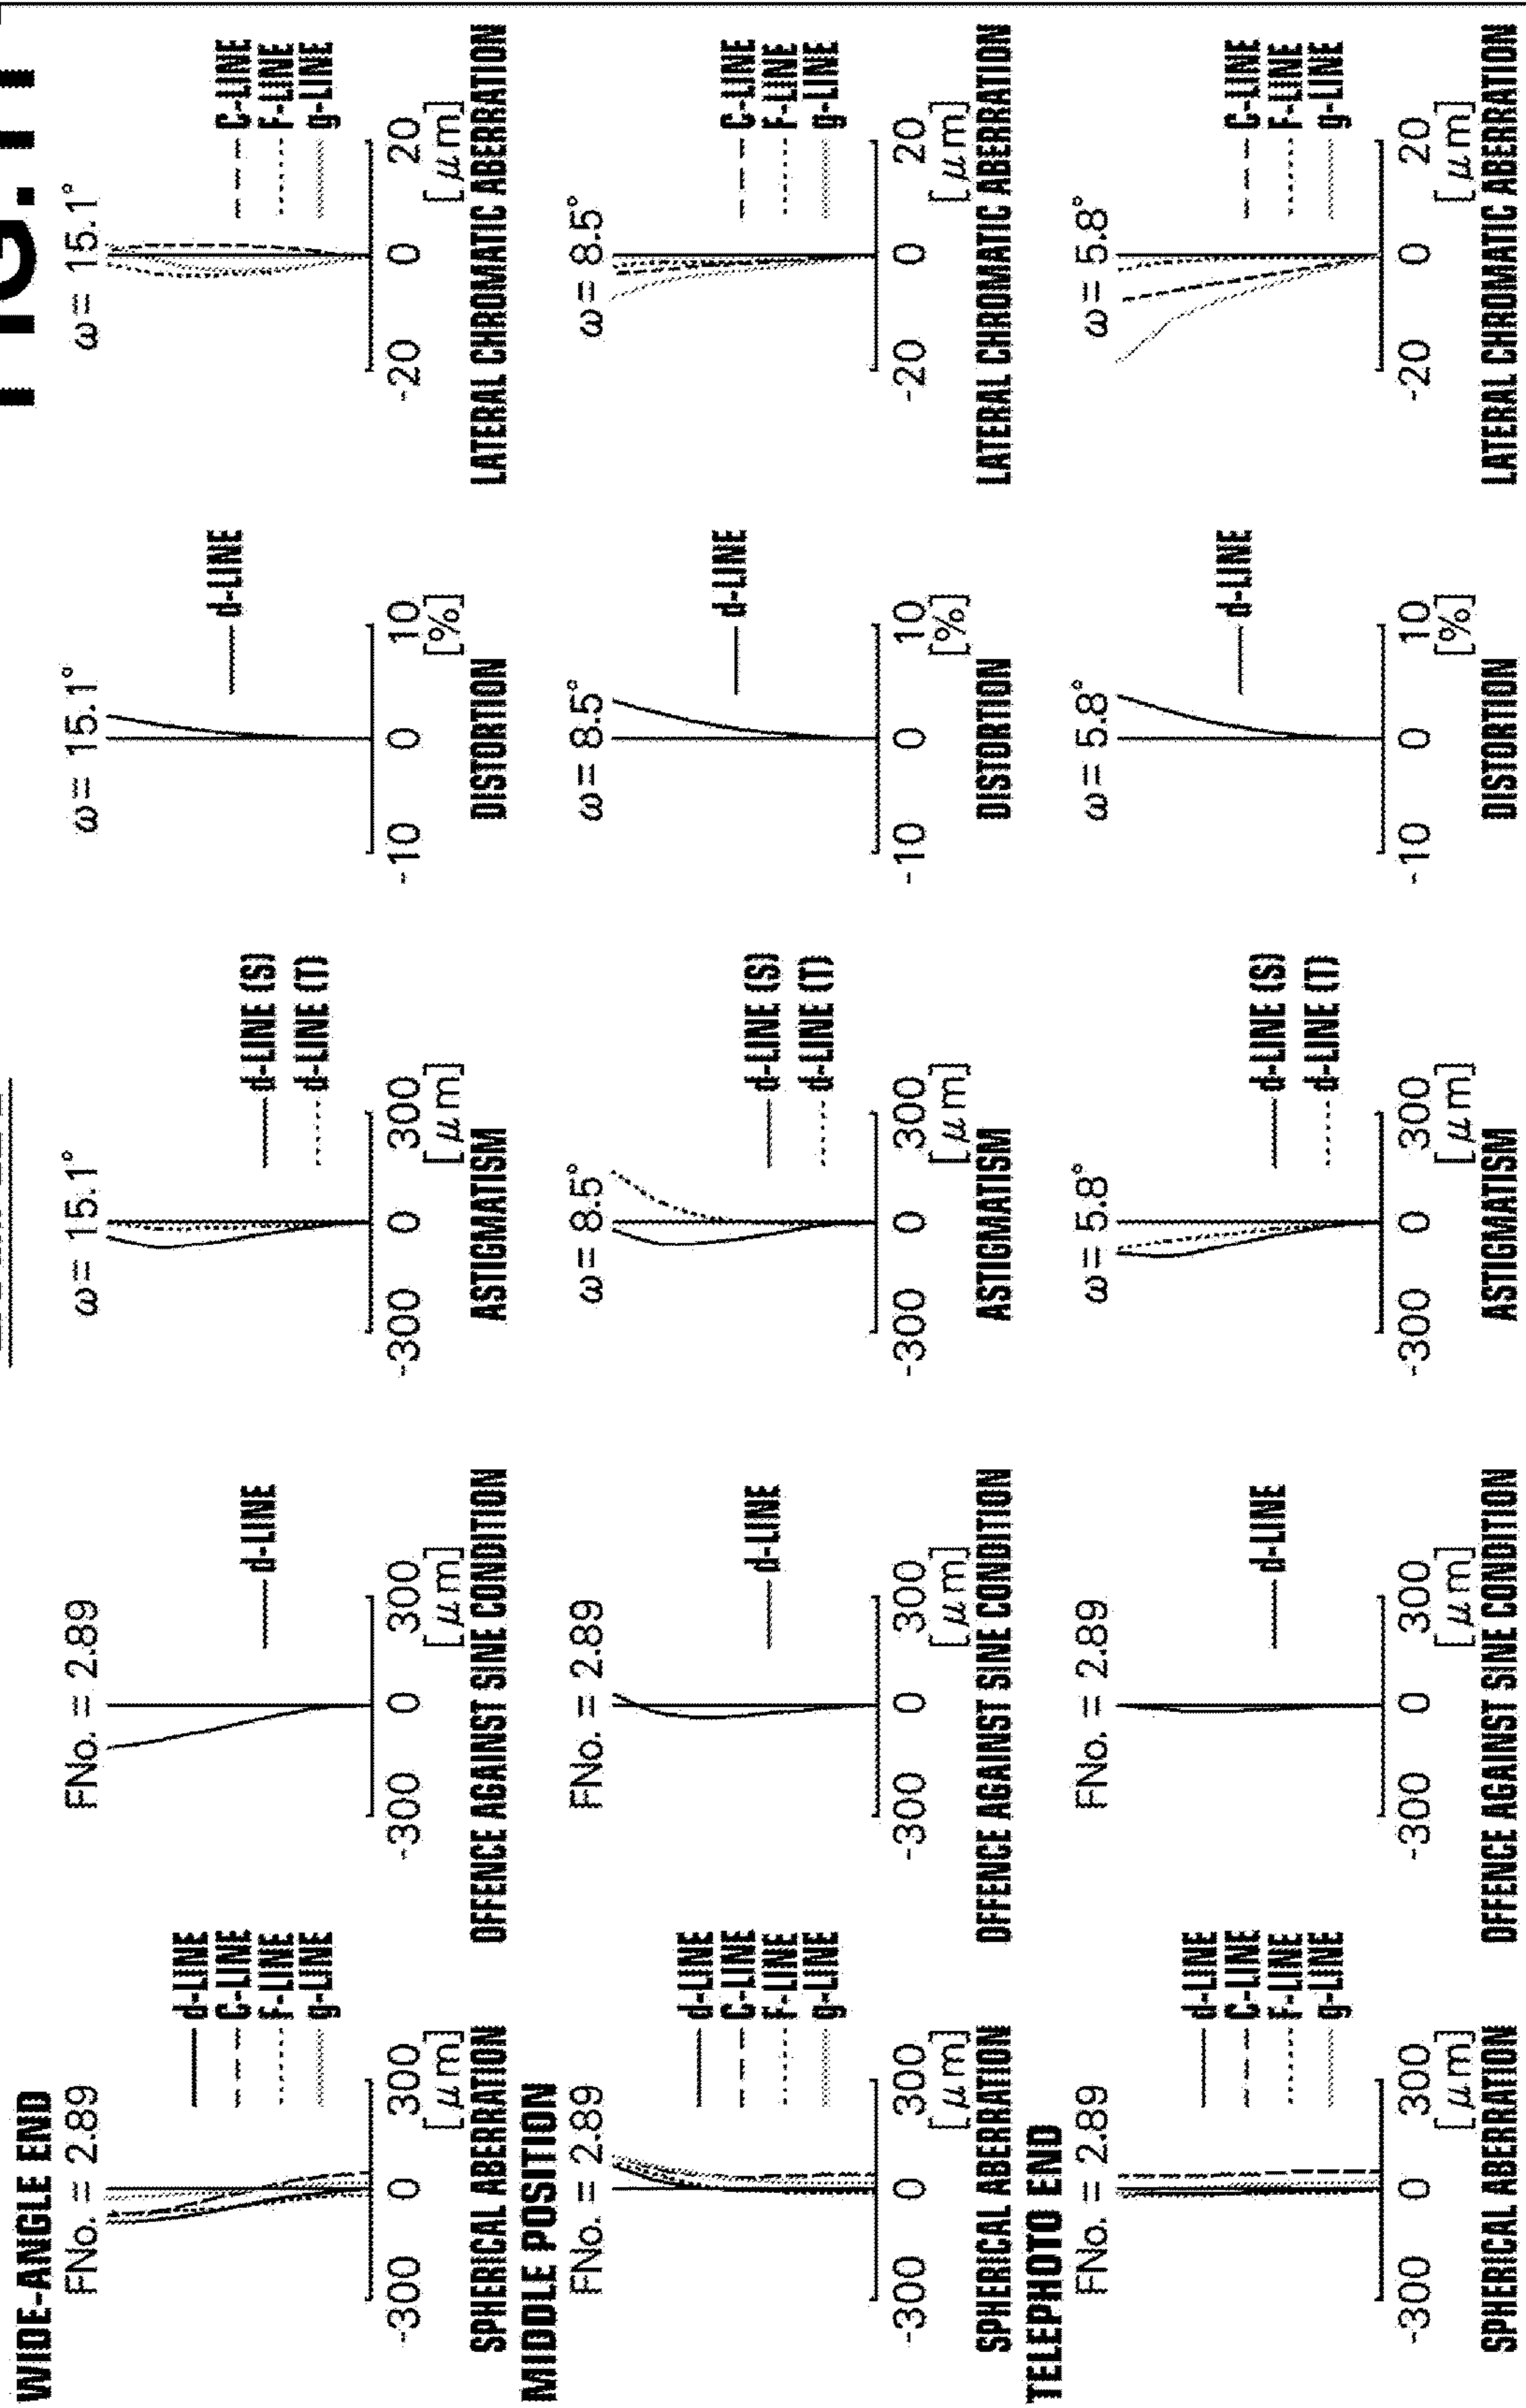 FIG. 11
WIDE-ANGLE END
FNo. = 2.89
d-LINE
C-LINE
F-LINE
g-LINE
-300 0 300
[μm]
SPHERICAL ABERRATION
FNo. = 2.89
d-LINE
-300 0 300
[μm]
OFFENCE AGAINST SINE CONDITION
ω= 15.1°
d-LINE (S)
d-LINE (T)
-300 0 300
[μm]
ASTIGMATISM
ω= 15.1°
d-LINE
-10 0 10
[%]
DISTORTION
ω= 15.1°
C-LINE
F-LINE
g-LINE
-20 0 20
[μm]
LATERAL CHROMATIC ABERRATION
MIDDLE POSITION
FNo. = 2.89
d-LINE
C-LINE
F-LINE
g-LINE
-300 0 300
[μm]
SPHERICAL ABERRATION
FNo. = 2.89
d-LINE
-300 0 300
[μm]
OFFENCE AGAINST SINE CONDITION
ω= 8.5°
d-LINE (S)
d-LINE (T)
-300 0 300
[μm]
ASTIGMATISM
ω= 8.5°
d-LINE
-10 0 10
[%]
DISTORTION
ω= 8.5°
C-LINE
F-LINE
g-LINE
-20 0 20
[μm]
LATERAL CHROMATIC ABERRATION
TELEPHOTO END
FNo. = 2.89
d-LINE
C-LINE
F-LINE
g-LINE
-300 0 300
[μm]
SPHERICAL ABERRATION
FNo. = 2.89
d-LINE
-300 0 300
[μm]
OFFENCE AGAINST SINE CONDITION
ω= 5.8°
d-LINE (S)
d-LINE (T)
-300 0 300
[μm]
ASTIGMATISM
ω= 5.8°
d-LINE
-10 0 10
[%]
DISTORTION
ω= 5.8°
C-LINE
F-LINE
g-LINE
-20 0 20
[μm]
LATERAL CHROMATIC ABERRATION